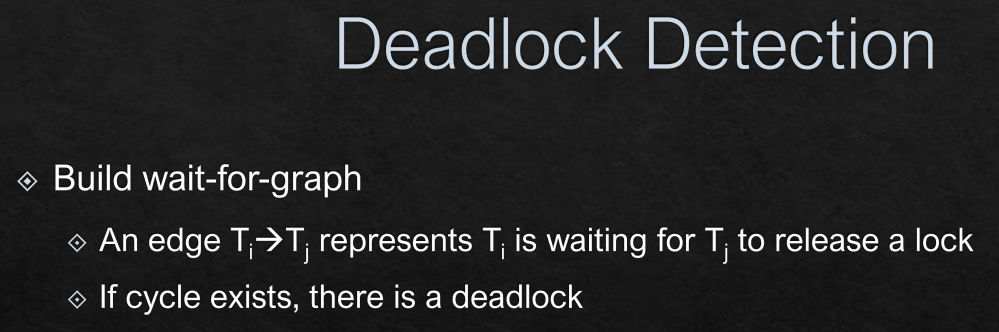 Deadlock Detection
Build wait-for-graph
An edge Tᵢ→Tⱼ represents Tᵢ is waiting for Tⱼ to release a lock
If cycle exists, there is a deadlock